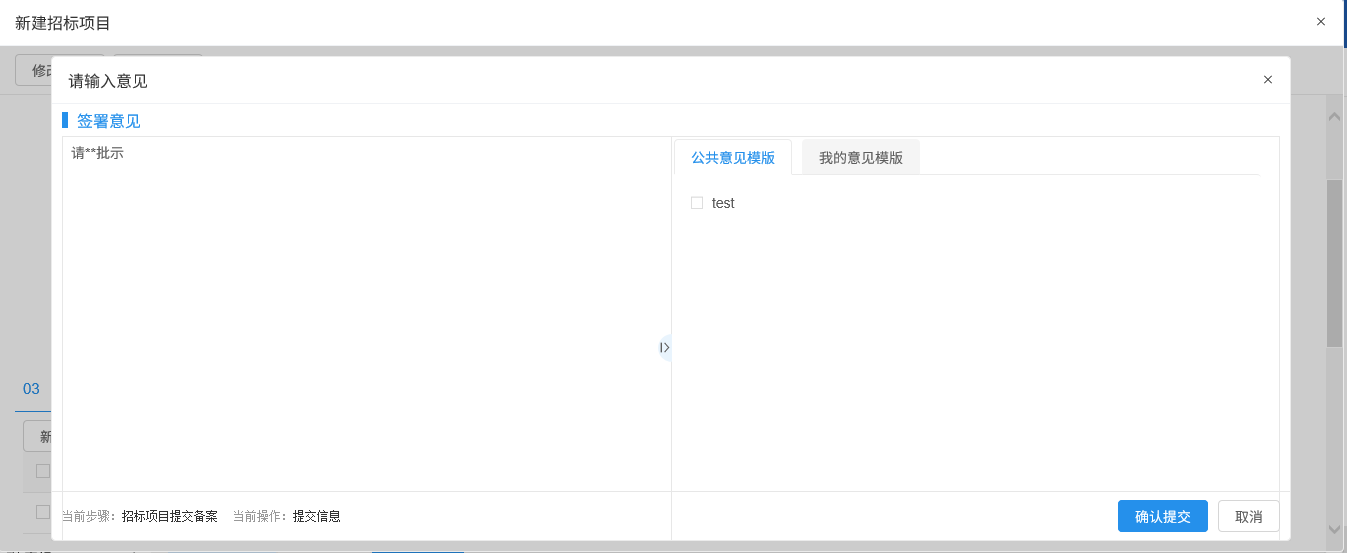 新建招标项目
修改
请输入意见
签署意见
请**批示
公共意见模版 我的意见模版
test
03
新
当前步骤：招标项目提交备案 当前操作：提交信息
确认提交 取消